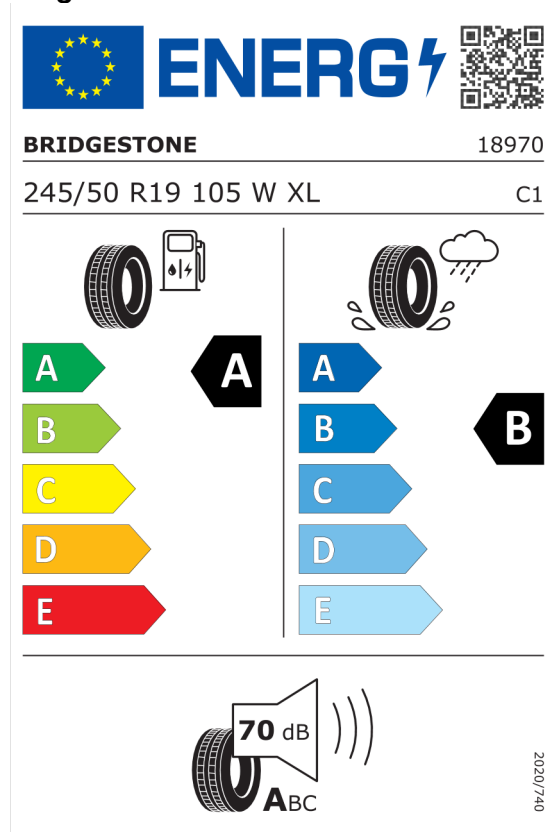 ENERG
BRIDGESTONE 18970
245/50 R19 105 W XL C1
A A A
B B B
C C
D D
E E
70 dB
ABC
2020/740